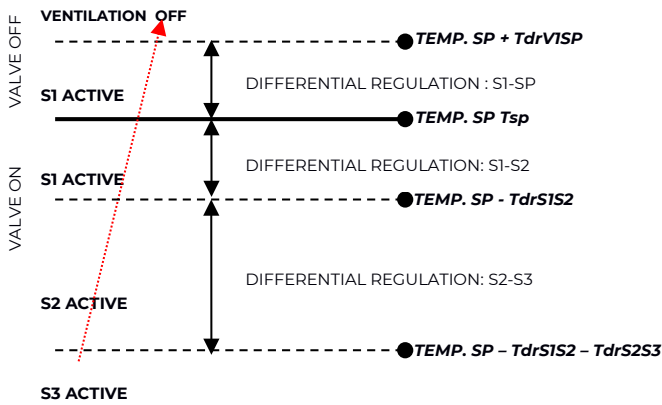 VENTILATION OFF
VALVE OFF
TEMP. SP + TdrV1SP
DIFFERENTIAL REGULATION : S1-SP
S1 ACTIVE
TEMP. SP Tsp
VALVE ON
DIFFERENTIAL REGULATION: S1-S2
S1 ACTIVE
TEMP. SP - TdrS1S2
DIFFERENTIAL REGULATION: S2-S3
S2 ACTIVE
TEMP. SP – TdrS1S2 – TdrS2S3
S3 ACTIVE